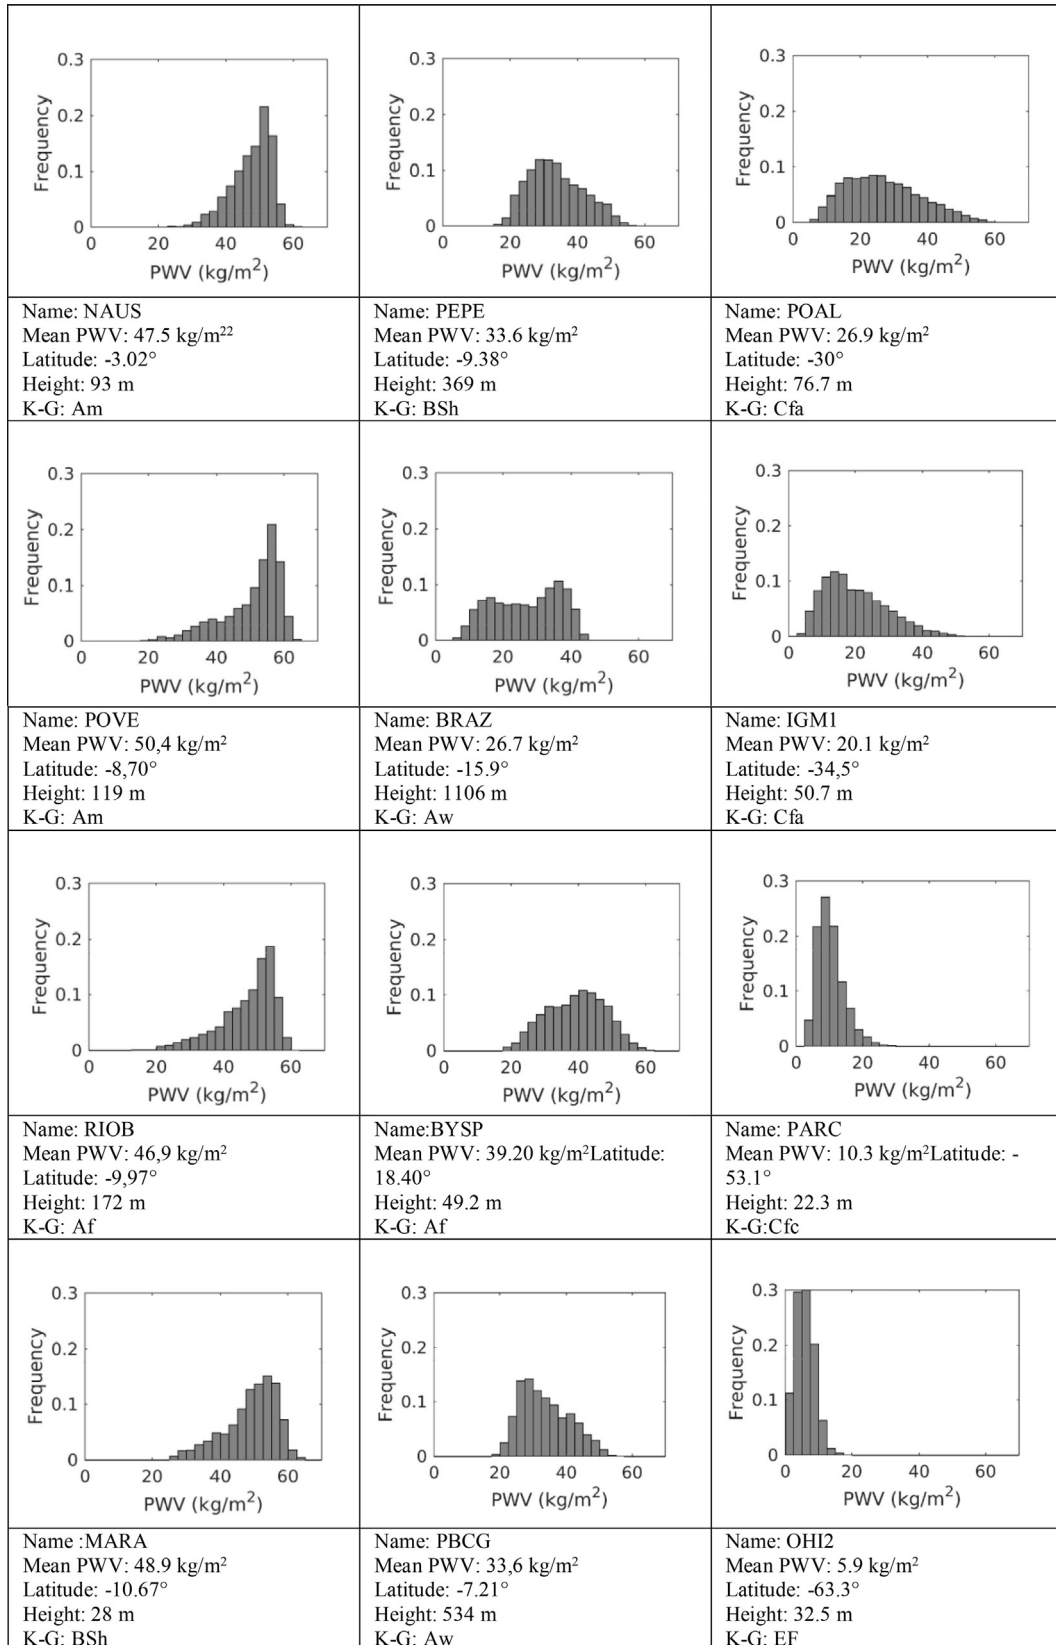 0.3
0.2
0.1
0
Frequency
0 20 40 60
PWV (kg/m2)
0.3
0.2
0.1
0
Frequency
0 20 40 60
PWV (kg/m2)
0.3
0.2
0.1
0
Frequency
0 20 40 60
PWV (kg/m2)
Name: NAUS
Mean PWV: 47.5 kg/m22
Latitude: -3.02°
Height: 93 m
K-G: Am
Name: PEPE
Mean PWV: 33.6 kg/m2
Latitude: -9.38°
Height: 369 m
K-G: BSh
Name: POAL
Mean PWV: 26.9 kg/m2
Latitude: -30°
Height: 76.7 m
K-G: Cfa
0.3
0.2
0.1
0
Frequency
0 20 40 60
PWV (kg/m2)
0.3
0.2
0.1
0
Frequency
0 20 40 60
PWV (kg/m2)
0.3
0.2
0.1
0
Frequency
0 20 40 60
PWV (kg/m2)
Name: POVE
Mean PWV: 50,4 kg/m2
Latitude: -8,70°
Height: 119 m
K-G: Am
Name: BRAZ
Mean PWV: 26.7 kg/m2
Latitude: -15.9°
Height: 1106 m
K-G: Aw
Name: IGM1
Mean PWV: 20.1 kg/m2
Latitude: -34,5°
Height: 50.7 m
K-G: Cfa
0.3
0.2
0.1
0
Frequency
0 20 40 60
PWV (kg/m2)
0.3
0.2
0.1
0
Frequency
0 20 40 60
PWV (kg/m2)
0.3
0.2
0.1
0
Frequency
0 20 40 60
PWV (kg/m2)
Name: RIOB
Mean PWV: 46,9 kg/m2
Latitude: -9,97°
Height: 172 m
K-G: Af
Name:BYSP
Mean PWV: 39.20 kg/m2Latitude:
18.40°
Height: 49.2 m
K-G: Af
Name: PARC
Mean PWV: 10.3 kg/m2Latitude: -
53.1°
Height: 22.3 m
K-G:Cfc
0.3
0.2
0.1
0
Frequency
0 20 40 60
PWV (kg/m2)
0.3
0.2
0.1
0
Frequency
0 20 40 60
PWV (kg/m2)
0.3
0.2
0.1
0
Frequency
0 20 40 60
PWV (kg/m2)
Name :MARA
Mean PWV: 48.9 kg/m2
Latitude: -10.67°
Height: 28 m
K-G: BSh
Name: PBCG
Mean PWV: 33,6 kg/m2
Latitude: -7.21°
Height: 534 m
K-G: Aw
Name: OHI2
Mean PWV: 5.9 kg/m2
Latitude: -63.3°
Height: 32.5 m
K-G: EF